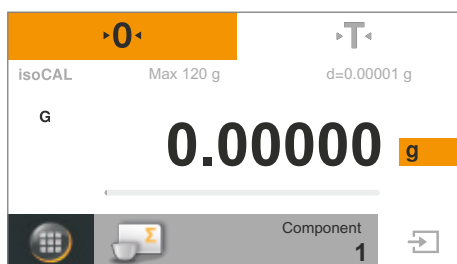 0 T
isoCAL Max 120 g d=0.00001 g
G
0.00000 g
Σ Component
1